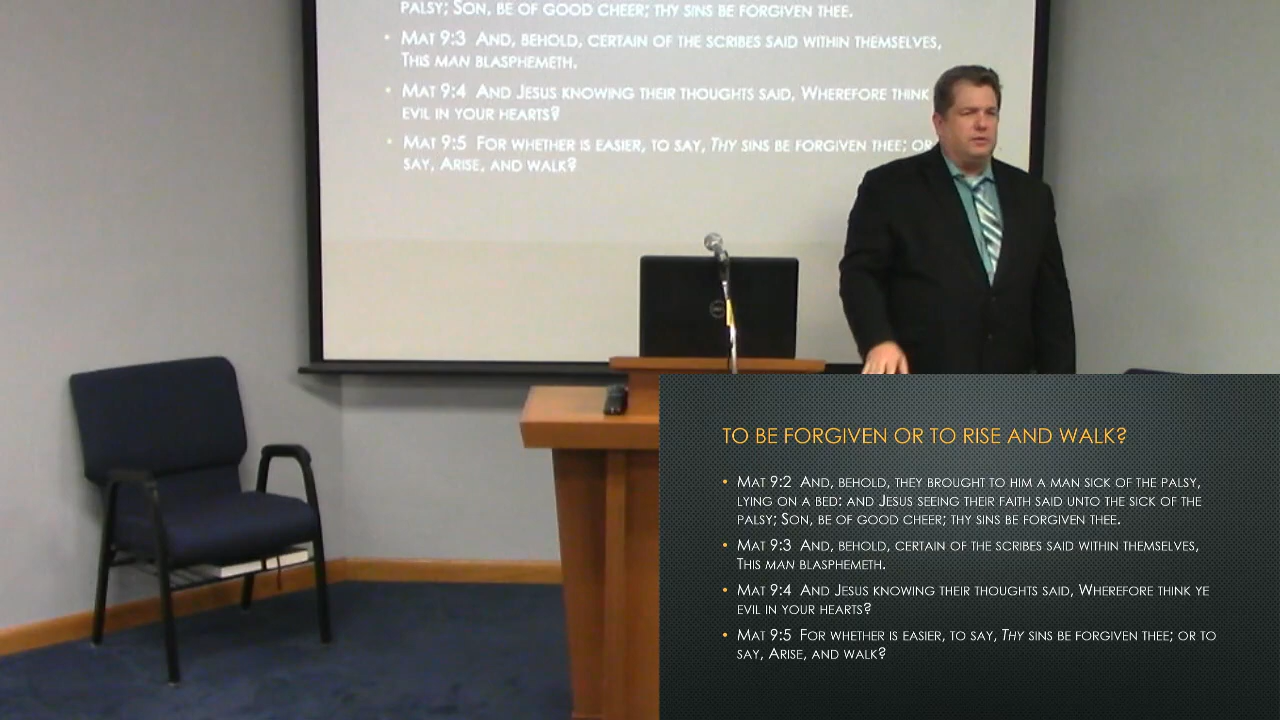 PALSY; SON, BE OF GOOD CHEER; THY SINS BE FORGIVEN THEE.
• MAT 9:3 AND, BEHOLD, CERTAIN OF THE SCRIBES SAID WITHIN THEMSELVES,
THIS MAN BLASPHEMETH.
• MAT 9:4 AND JESUS KNOWING THEIR THOUGHTS SAID, WHEREFORE THINK
EVIL IN YOUR HEARTS?
• MAT 9:5 FOR WHETHER IS EASIER, TO SAY, THY SINS BE FORGIVEN THEE; OR
SAY, ARISE, AND WALK?
DELL
TO BE FORGIVEN OR TO RISE AND WALK?
• MAT 9:2 AND, BEHOLD, THEY BROUGHT TO HIM A MAN SICK OF THE PALSY,
LYING ON A BED: AND JESUS SEEING THEIR FAITH SAID UNTO THE SICK OF THE
PALSY; SON, BE OF GOOD CHEER; THY SINS BE FORGIVEN THEE.
• MAT 9:3 AND, BEHOLD, CERTAIN OF THE SCRIBES SAID WITHIN THEMSELVES,
THIS MAN BLASPHEMETH.
• MAT 9:4 AND JESUS KNOWING THEIR THOUGHTS SAID, WHEREFORE THINK YE
EVIL IN YOUR HEARTS?
• MAT 9:5 FOR WHETHER IS EASIER, TO SAY, THY SINS BE FORGIVEN THEE; OR TO
SAY, ARISE, AND WALK?